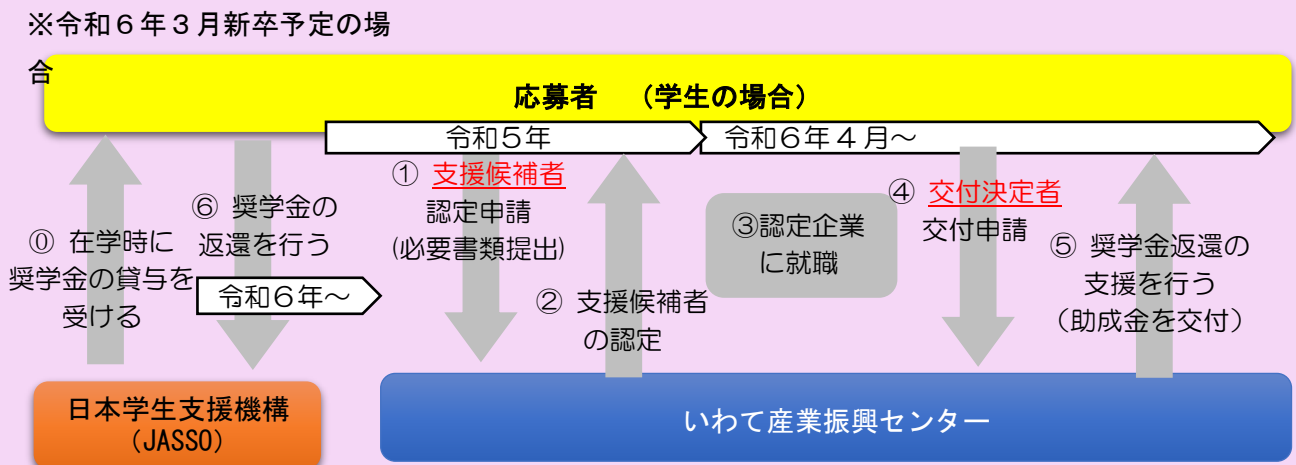 ※令和６年３月新卒予定の場
合
応募者　（学生の場合）
令和５年
令和６年４月～
⓪ 在学時に
奨学金の貸与を
受ける
⑥ 奨学金の
返還を行う
令和６年～
① 支援候補者
認定申請
(必要書類提出)
② 支援候補者
の認定
③認定企業
に就職
④ 交付決定者
交付申請
⑤ 奨学金返還の
支援を行う
（助成金を交付）
日本学生支援機構
（JASSO）
いわて産業振興センター